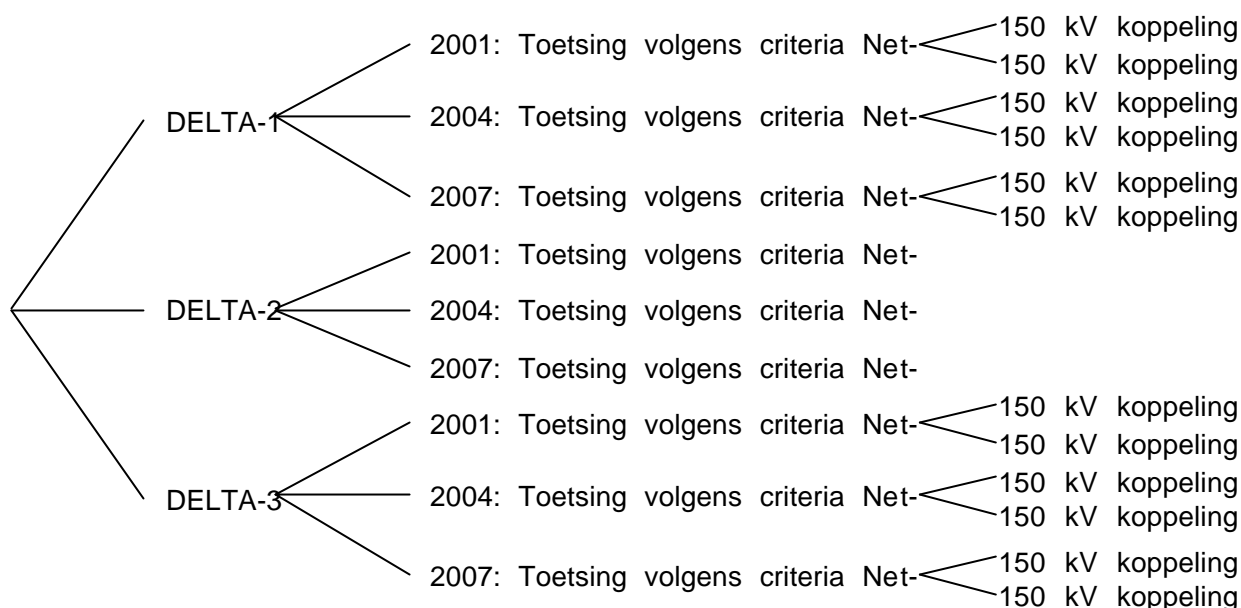 150 kV koppeling
2001: Toetsing volgens criteria Net-
150 kV koppeling
150 kV koppeling
DELTA-1
2004: Toetsing volgens criteria Net-
150 kV koppeling
150 kV koppeling
2007: Toetsing volgens criteria Net-
150 kV koppeling
2001: Toetsing volgens criteria Net-
DELTA-2
2004: Toetsing volgens criteria Net-
2007: Toetsing volgens criteria Net-
150 kV koppeling
2001: Toetsing volgens criteria Net-
150 kV koppeling
150 kV koppeling
DELTA-3
2004: Toetsing volgens criteria Net-
150 kV koppeling
150 kV koppeling
2007: Toetsing volgens criteria Net-
150 kV koppeling